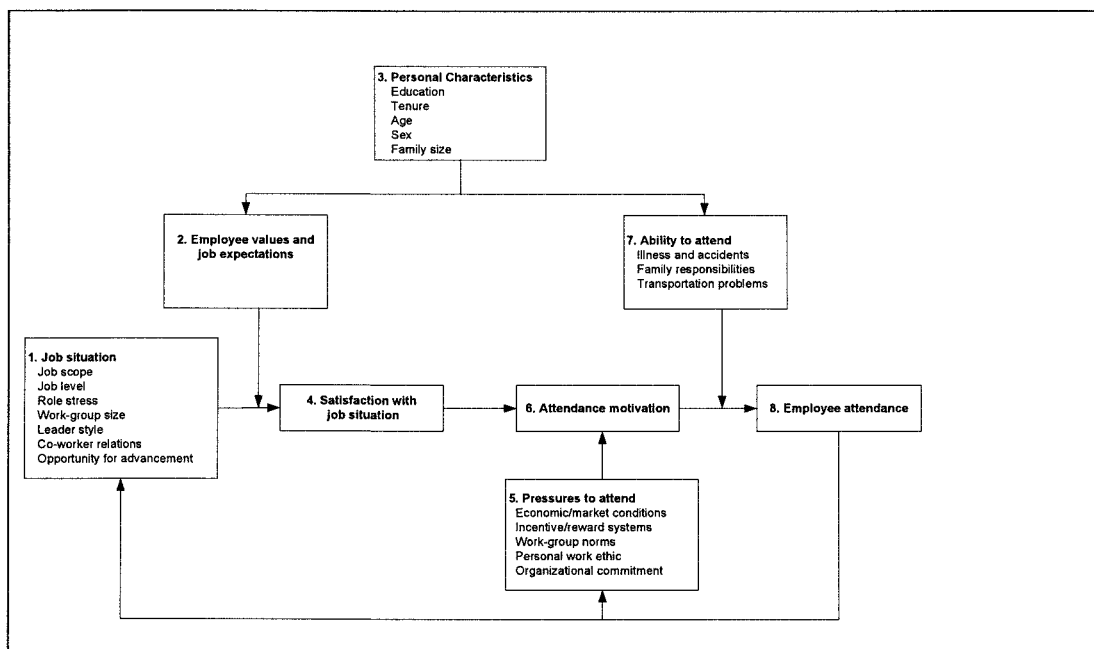 3. Personal Characteristics
Education
Tenure
Age
Sex
Family size
2. Employee values and
job expectations
7. Ability to attend
Illness and accidents
Family responsibilities
Transportation problems
1. Job situation
Job scope
Job level
Role stress
Work-group size
Leader style
Co-worker relations
Opportunity for advancement
4. Satisfaction with
job situation
6. Attendance motivation
8. Employee attendance
5. Pressures to attend
Economic/market conditions
Incentive/reward systems
Work-group norms
Personal work ethic
Organizational commitment